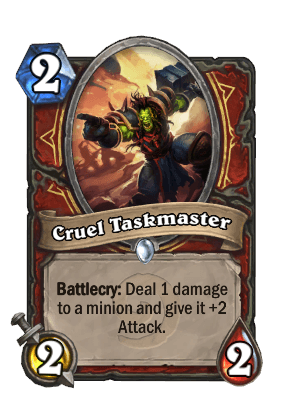 2
Cruel Taskmaster
Battlecry: Deal 1 damage
to a minion and give it +2
Attack.
2
2